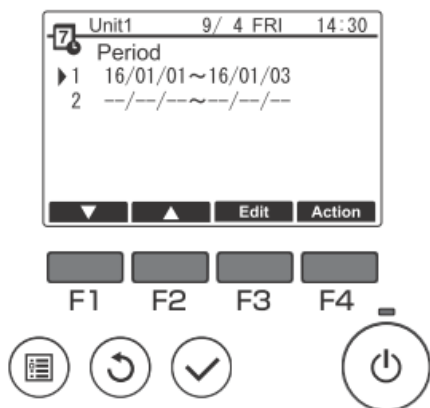 7 Unit1 9/ 4 FRI 14:30
Period
▶1 16/01/01～16/01/03
2 --/--/--～--/--/--
▼ ▲ Edit Action
F1 F2 F3 F4